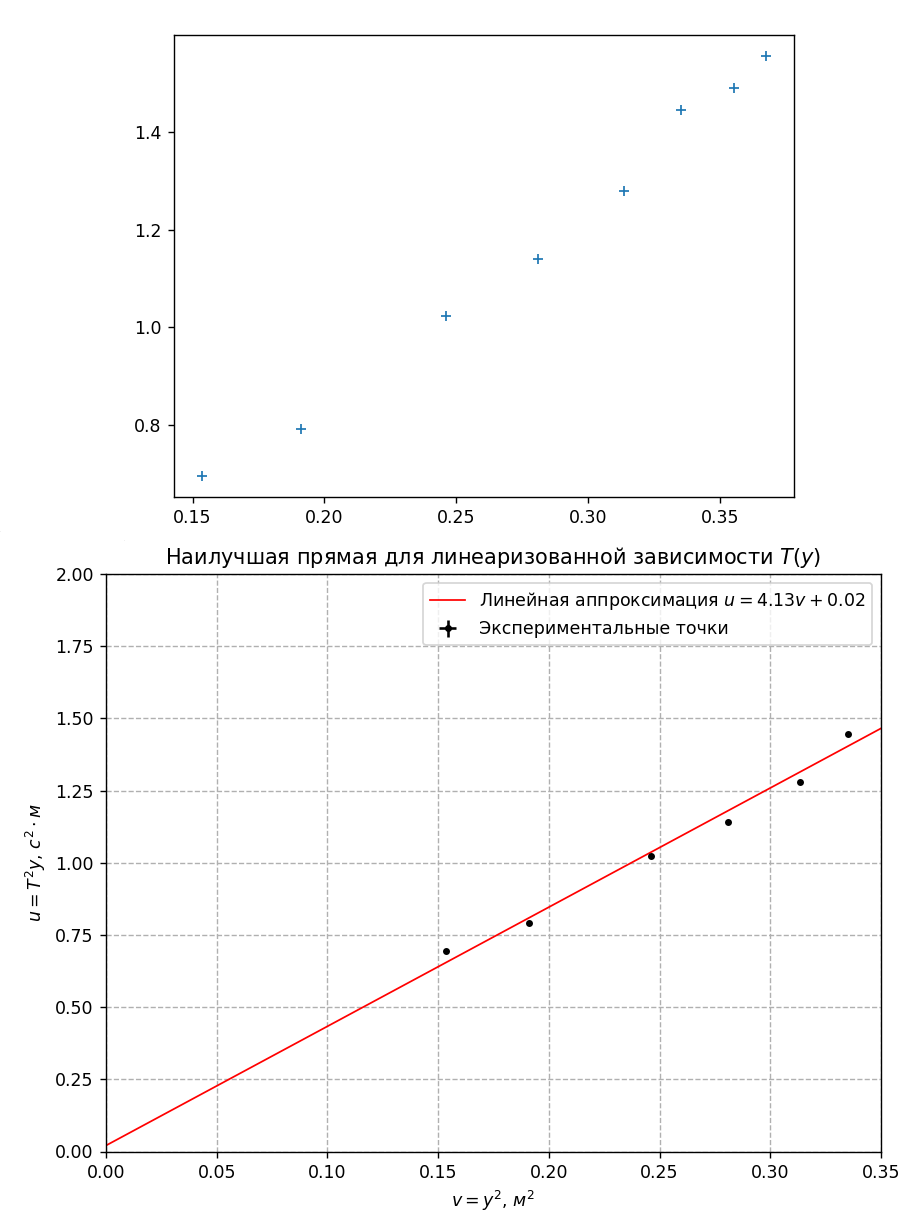 1.4
1.2
1.0
0.8
0.15 0.20 0.25 0.30 0.35
Наилучшая прямая для линеаризованной зависимости T(y)
2.00
Линейная аппроксимация u = 4.13v + 0.02
Экспериментальные точки
1.75
1.50
1.25
1.00
0.75
0.50
0.25
0.00
u = T²y, с² · м
0.00 0.05 0.10 0.15 0.20 0.25 0.30 0.35
v = y², м²